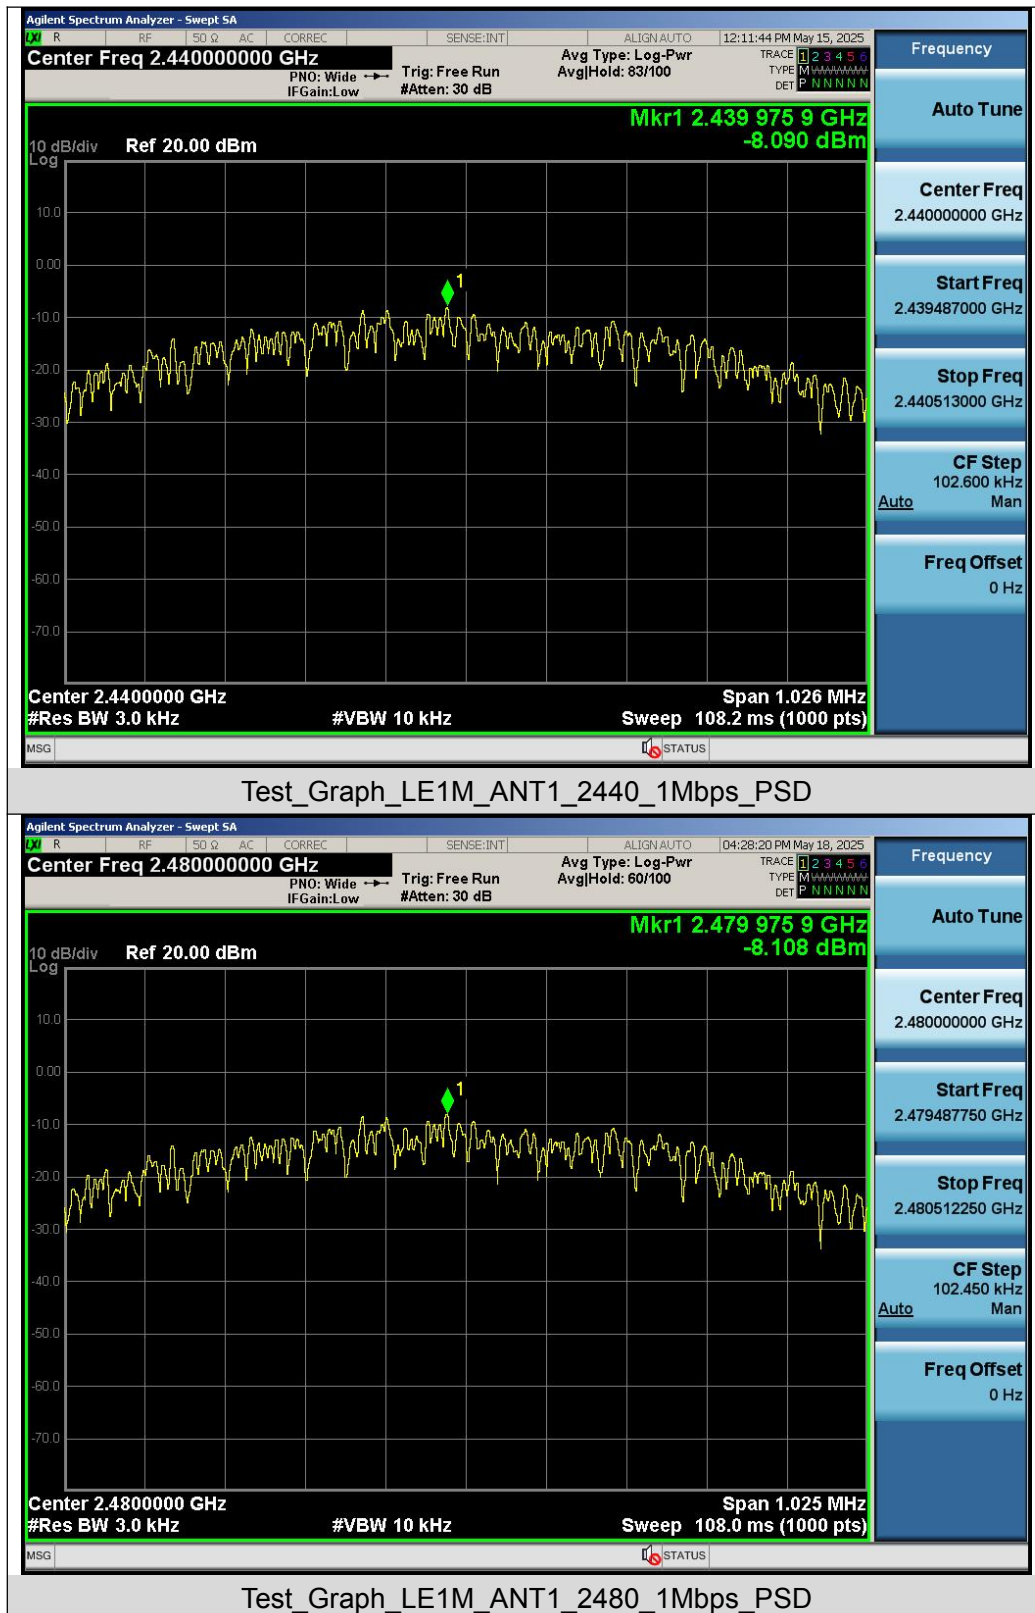 Agilent Spectrum Analyzer - Swept SA
LXI R RF 50 Ω AC CORREC SENSE:INT ALIGN AUTO 12:11:44 PM May 15, 2025
Center Freq 2.440000000 GHz
PNO: Wide
IFGain:Low
Trig: Free Run
#Atten: 30 dB
Avg Type: Log-Pwr
Avg|Hold: 83/100
TRACE 1 2 3 4 5 6
TYPE M
DET P N N N N N
Mkr1 2.439 975 9 GHz
-8.090 dBm
10 dB/div Ref 20.00 dBm
Log
10.0
0.00
-10.0
-20.0
-30.0
-40.0
-50.0
-60.0
-70.0
1
Center 2.4400000 GHz Span 1.026 MHz
#Res BW 3.0 kHz #VBW 10 kHz Sweep 108.2 ms (1000 pts)
MSG STATUS
Frequency
Auto Tune
Center Freq
2.440000000 GHz
Start Freq
2.439487000 GHz
Stop Freq
2.440513000 GHz
CF Step
102.600 kHz
Auto Man
Freq Offset
0 Hz
Test_Graph_LE1M_ANT1_2440_1Mbps_PSD
Agilent Spectrum Analyzer - Swept SA
LXI R RF 50 Ω AC CORREC SENSE:INT ALIGN AUTO 04:28:20 PM May 18, 2025
Center Freq 2.480000000 GHz
PNO: Wide
IFGain:Low
Trig: Free Run
#Atten: 30 dB
Avg Type: Log-Pwr
Avg|Hold: 60/100
TRACE 1 2 3 4 5 6
TYPE M
DET P N N N N N
Mkr1 2.479 975 9 GHz
-8.108 dBm
10 dB/div Ref 20.00 dBm
Log
10.0
0.00
-10.0
-20.0
-30.0
-40.0
-50.0
-60.0
-70.0
1
Center 2.4800000 GHz Span 1.025 MHz
#Res BW 3.0 kHz #VBW 10 kHz Sweep 108.0 ms (1000 pts)
MSG STATUS
Frequency
Auto Tune
Center Freq
2.480000000 GHz
Start Freq
2.479487750 GHz
Stop Freq
2.480512250 GHz
CF Step
102.450 kHz
Auto Man
Freq Offset
0 Hz
Test_Graph_LE1M_ANT1_2480_1Mbps_PSD